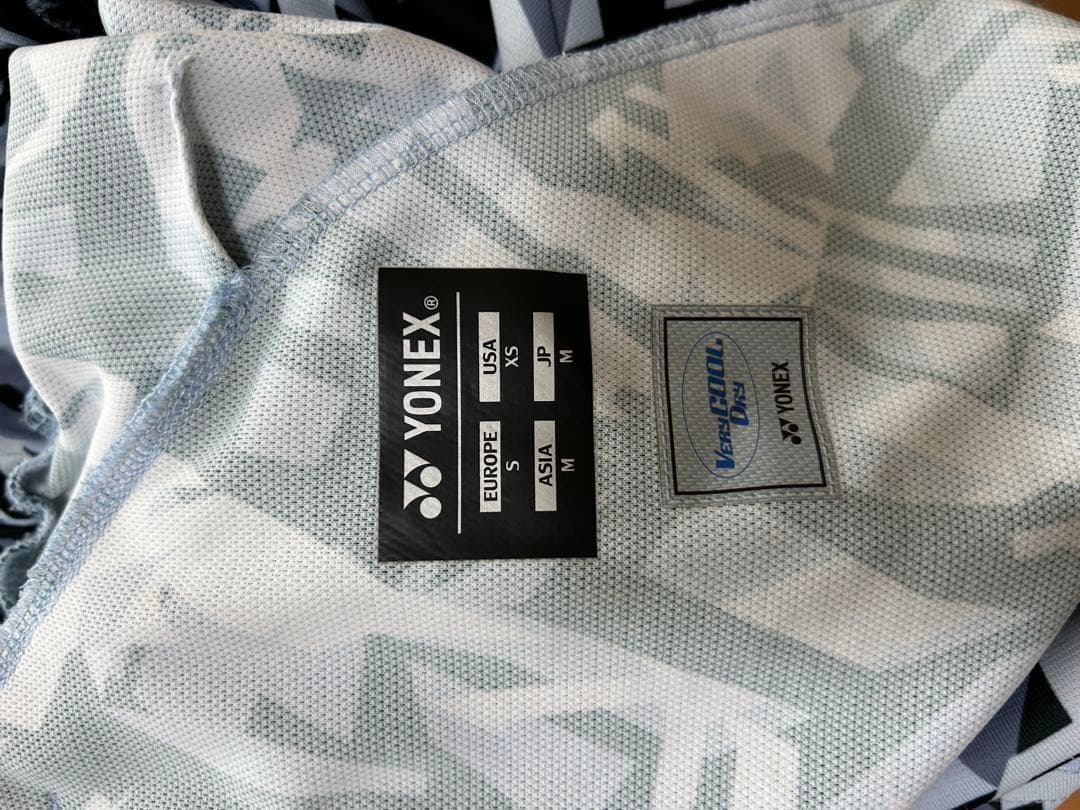 YONEX®
EUROPE USA
S XS
ASIA JP
M M
VERYCOOL
DRY
YONEX